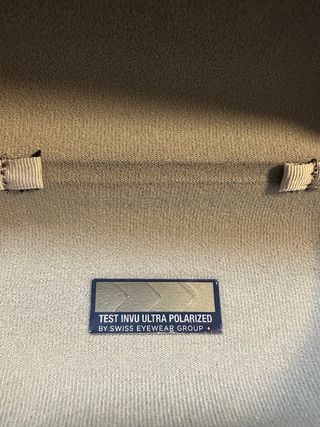 TEST INVU ULTRA POLARIZED
BY SWISS EYEWEAR GROUP